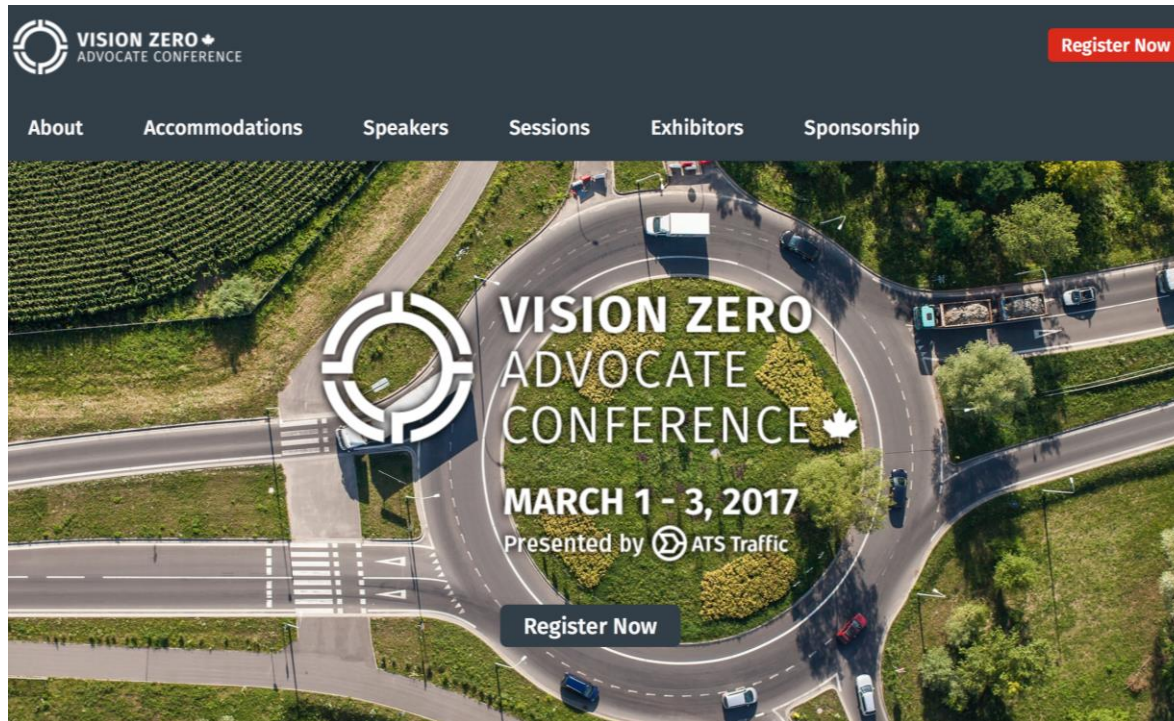 VISION ZERO
ADVOCATE CONFERENCE
Register Now
About Accommodations Speakers Sessions Exhibitors Sponsorship
VISION ZERO
ADVOCATE
CONFERENCE
MARCH 1 - 3, 2017
Presented by ATS Traffic
Register Now